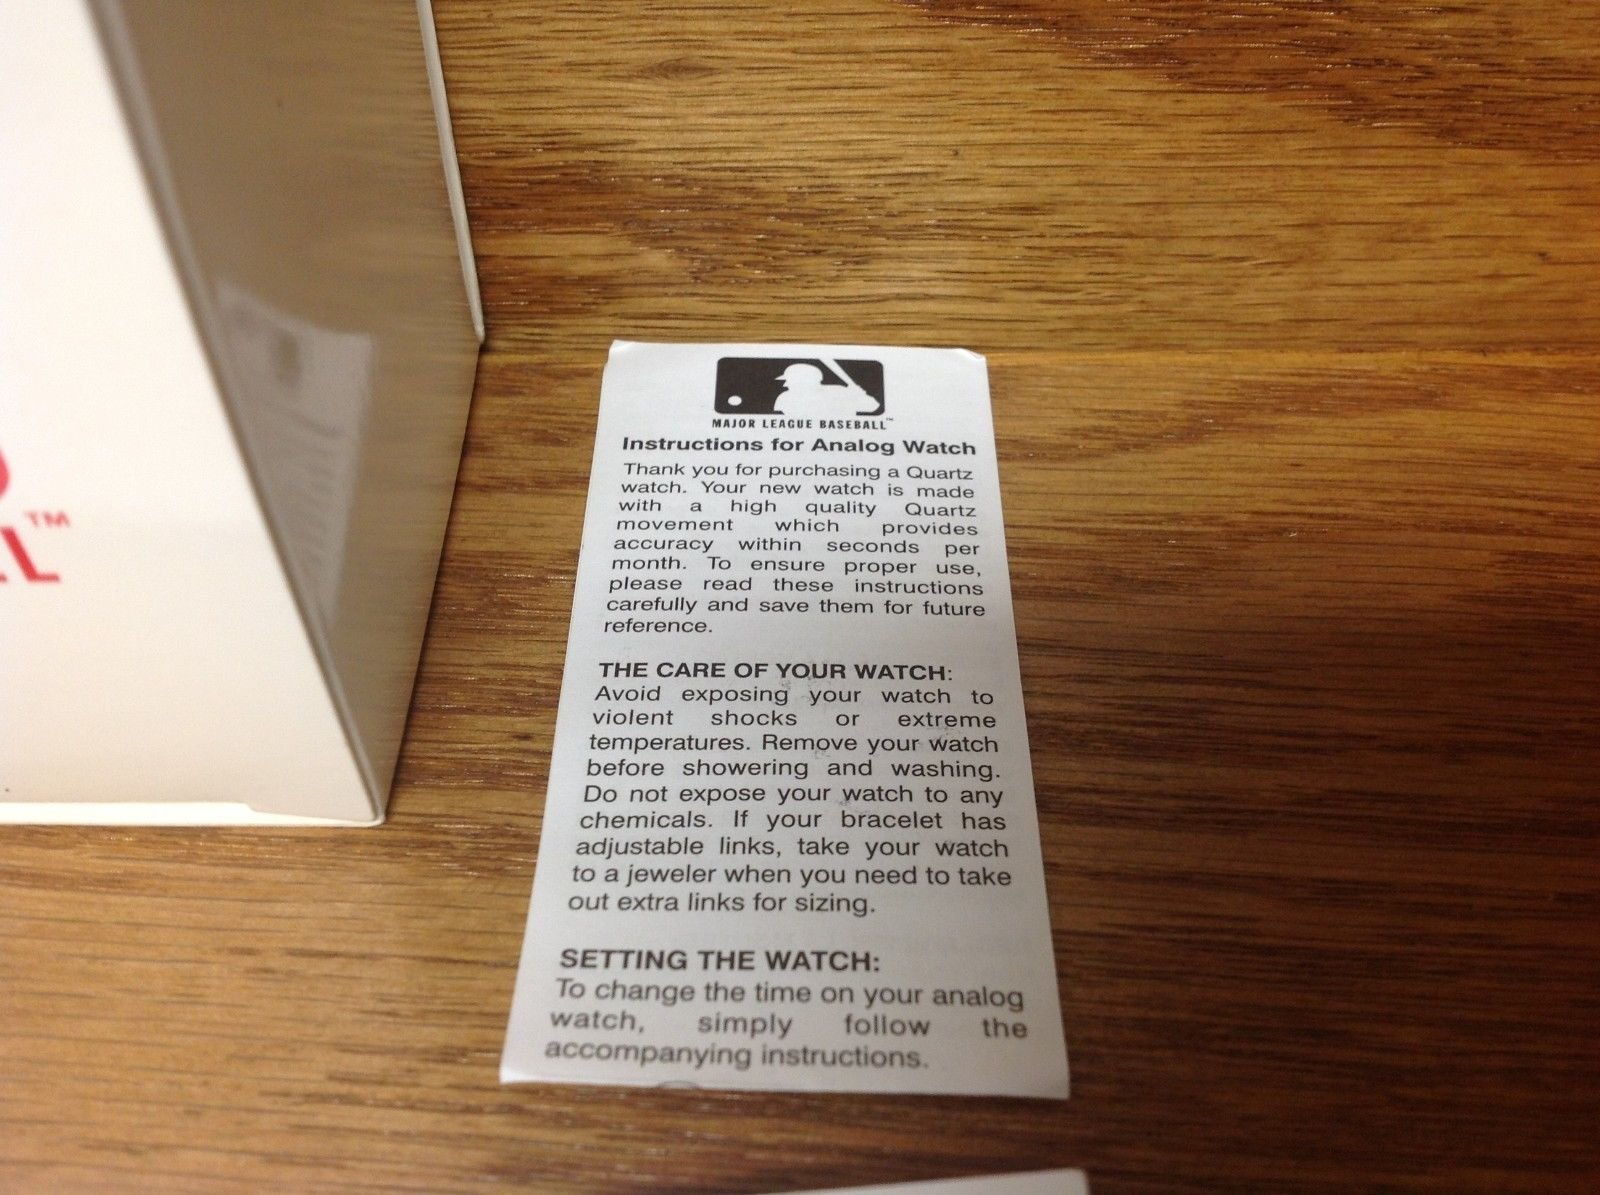 MAJOR LEAGUE BASEBALL™
Instructions for Analog Watch
Thank you for purchasing a Quartz
watch. Your new watch is made
with a high quality Quartz
movement which provides
accuracy within seconds per
month. To ensure proper use,
please read these instructions
carefully and save them for future
reference.
THE CARE OF YOUR WATCH:
Avoid exposing your watch to
violent shocks or extreme
temperatures. Remove your watch
before showering and washing.
Do not expose your watch to any
chemicals. If your bracelet has
adjustable links, take your watch
to a jeweler when you need to take
out extra links for sizing.
SETTING THE WATCH:
To change the time on your analog
watch, simply follow the
accompanying instructions.
TM